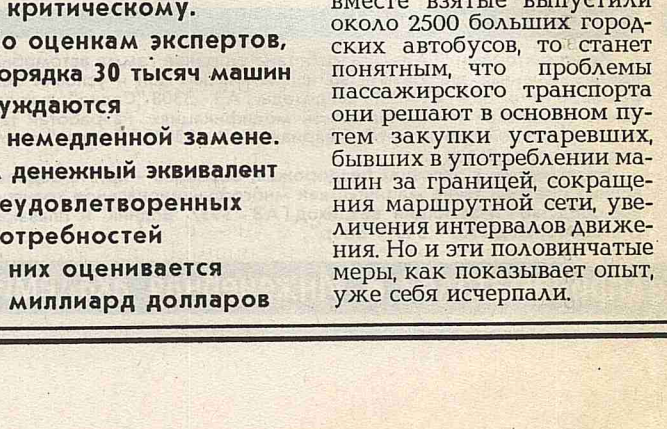 критическому.
о оценкам экспертов,
орядка 30 тысяч машин
уждаются
немедленной замене.
денежный эквивалент
еудовлетворенных
отребностей
них оценивается
миллиард долларов
вместе взятые выпустили
около 2500 больших город-
ских автобусов, то станет
понятным, что проблемы
пассажирского транспорта
они решают в основном пу-
тем закупки устаревших,
бывших в употреблении ма-
шин за границей, сокраще-
ния маршрутной сети, уве-
личения интервалов движе-
ния. Но и эти половинчатые
меры, как показывает опыт,
уже себя исчерпали.